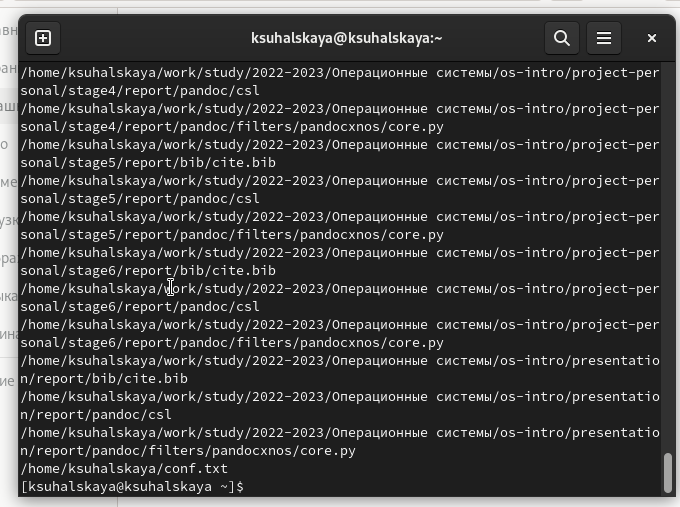 ksuhalskaya@ksuhalskaya:~
/home/ksuhalskaya/work/study/2022-2023/Операционные системы/os-intro/project-per
sonal/stage4/report/pandoc/csl
/home/ksuhalskaya/work/study/2022-2023/Операционные системы/os-intro/project-per
sonal/stage4/report/pandoc/filters/pandocxnos/core.py
/home/ksuhalskaya/work/study/2022-2023/Операционные системы/os-intro/project-per
sonal/stage5/report/bib/cite.bib
/home/ksuhalskaya/work/study/2022-2023/Операционные системы/os-intro/project-per
sonal/stage5/report/pandoc/csl
/home/ksuhalskaya/work/study/2022-2023/Операционные системы/os-intro/project-per
sonal/stage5/report/pandoc/filters/pandocxnos/core.py
/home/ksuhalskaya/work/study/2022-2023/Операционные системы/os-intro/project-per
sonal/stage6/report/bib/cite.bib
/home/ksuhalskaya/work/study/2022-2023/Операционные системы/os-intro/project-per
sonal/stage6/report/pandoc/csl
/home/ksuhalskaya/work/study/2022-2023/Операционные системы/os-intro/project-per
sonal/stage6/report/pandoc/filters/pandocxnos/core.py
/home/ksuhalskaya/work/study/2022-2023/Операционные системы/os-intro/presentatio
n/report/bib/cite.bib
/home/ksuhalskaya/work/study/2022-2023/Операционные системы/os-intro/presentatio
n/report/pandoc/csl
/home/ksuhalskaya/work/study/2022-2023/Операционные системы/os-intro/presentatio
n/report/pandoc/filters/pandocxnos/core.py
/home/ksuhalskaya/conf.txt
[ksuhalskaya@ksuhalskaya ~]$